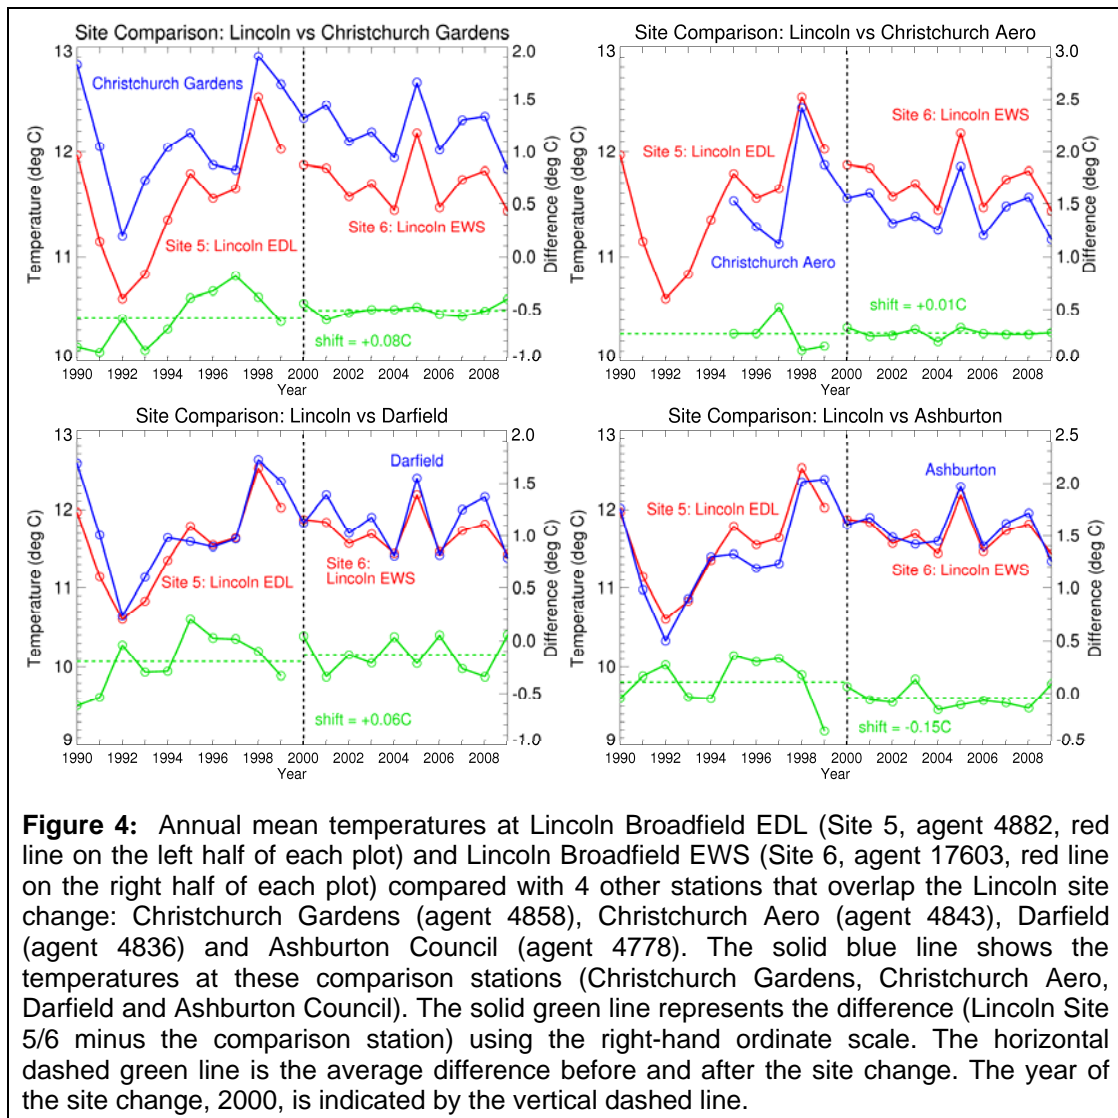 Site Comparison: Lincoln vs Christchurch Gardens
13
12
11
10
Temperature (deg C)
2.0
1.5
1.0
0.5
0.0
-0.5
-1.0
Difference (deg C)
Christchurch Gardens
Site 5: Lincoln EDL
Site 6: Lincoln EWS
shift = +0.08C
1990 1992 1994 1996 1998 2000 2002 2004 2006 2008
Year
Site Comparison: Lincoln vs Christchurch Aero
13
12
11
10
Temperature (deg C)
3.0
2.5
2.0
1.5
1.0
0.5
0.0
Difference (deg C)
Site 6: Lincoln EWS
Site 5: Lincoln EDL
Christchurch Aero
shift = +0.01C
1990 1992 1994 1996 1998 2000 2002 2004 2006 2008
Year
Site Comparison: Lincoln vs Darfield
13
12
11
10
9
Temperature (deg C)
2.0
1.5
1.0
0.5
0.0
-0.5
-1.0
Difference (deg C)
Darfield
Site 5: Lincoln EDL
Site 6:
Lincoln EWS
shift = +0.06C
1990 1992 1994 1996 1998 2000 2002 2004 2006 2008
Year
Site Comparison: Lincoln vs Ashburton
13
12
11
10
9
Temperature (deg C)
2.5
2.0
1.5
1.0
0.5
0.0
-0.5
Difference (deg C)
Ashburton
Site 5: Lincoln EDL
Site 6: Lincoln EWS
shift = -0.15C
1990 1992 1994 1996 1998 2000 2002 2004 2006 2008
Year
Figure 4: Annual mean temperatures at Lincoln Broadfield EDL (Site 5, agent 4882, red
line on the left half of each plot) and Lincoln Broadfield EWS (Site 6, agent 17603, red line
on the right half of each plot) compared with 4 other stations that overlap the Lincoln site
change: Christchurch Gardens (agent 4858), Christchurch Aero (agent 4843), Darfield
(agent 4836) and Ashburton Council (agent 4778). The solid blue line shows the
temperatures at these comparison stations (Christchurch Gardens, Christchurch Aero,
Darfield and Ashburton Council). The solid green line represents the difference (Lincoln Site
5/6 minus the comparison station) using the right-hand ordinate scale. The horizontal
dashed green line is the average difference before and after the site change. The year of
the site change, 2000, is indicated by the vertical dashed line.